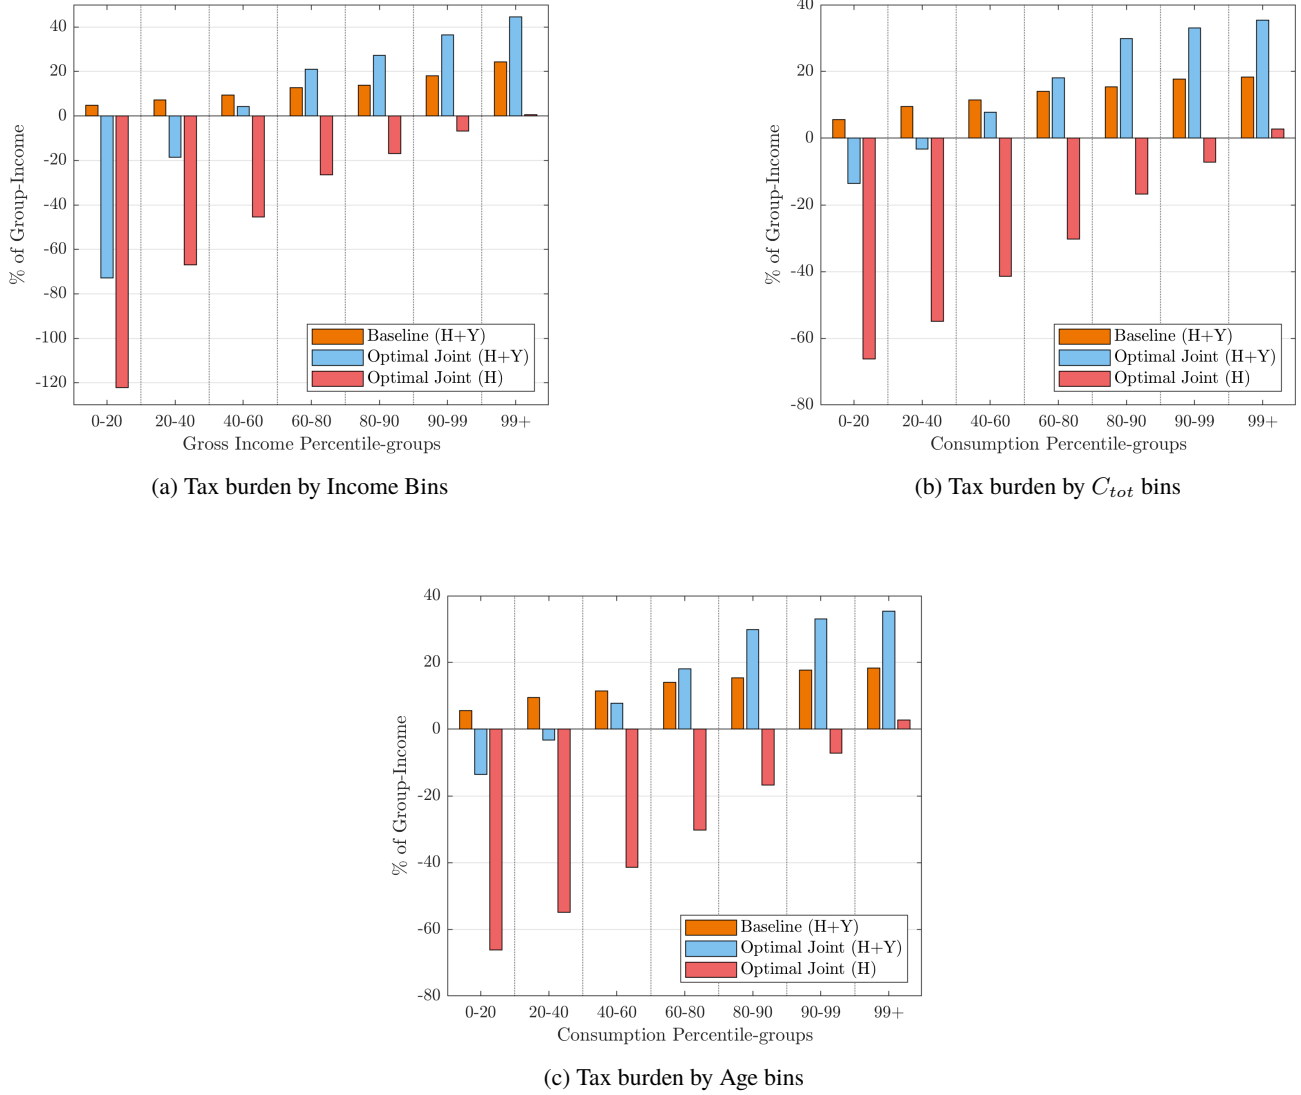 40
20
0
-20
-40
-60
-80
-100
-120
% of Group-Income
Baseline (H+Y)
Optimal Joint (H+Y)
Optimal Joint (H)
0-20 20-40 40-60 60-80 80-90 90-99 99+
Gross Income Percentile-groups
(a) Tax burden by Income Bins
40
20
0
-20
-40
-60
-80
% of Group-Income
Baseline (H+Y)
Optimal Joint (H+Y)
Optimal Joint (H)
0-20 20-40 40-60 60-80 80-90 90-99 99+
Consumption Percentile-groups
(b) Tax burden by C_{tot} bins
40
20
0
-20
-40
-60
-80
% of Group-Income
Baseline (H+Y)
Optimal Joint (H+Y)
Optimal Joint (H)
0-20 20-40 40-60 60-80 80-90 90-99 99+
Consumption Percentile-groups
(c) Tax burden by Age bins